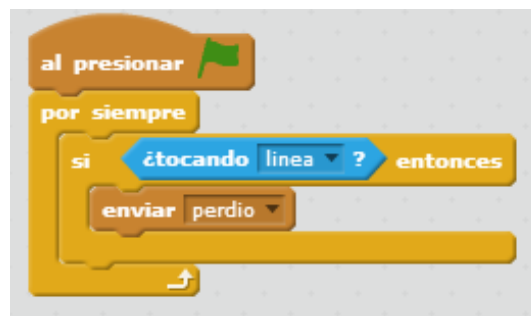 al presionar
por siempre
si ¿tocando linea ? entonces
enviar perdio